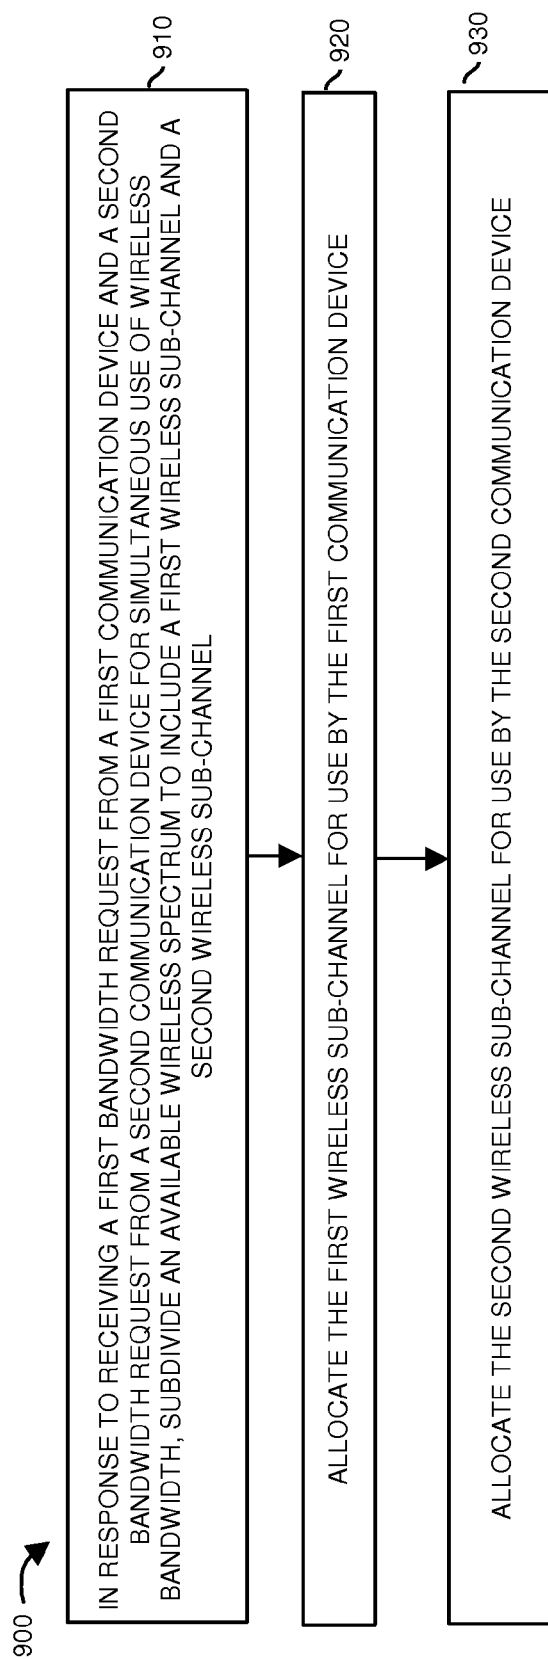 900
IN RESPONSE TO RECEIVING A FIRST BANDWIDTH REQUEST FROM A FIRST COMMUNICATION DEVICE AND A SECOND
BANDWIDTH REQUEST FROM A SECOND COMMUNICATION DEVICE FOR SIMULTANEOUS USE OF WIRELESS
BANDWIDTH, SUBDIVIDE AN AVAILABLE WIRELESS SPECTRUM TO INCLUDE A FIRST WIRELESS SUB-CHANNEL AND A
SECOND WIRELESS SUB-CHANNEL
910
ALLOCATE THE FIRST WIRELESS SUB-CHANNEL FOR USE BY THE FIRST COMMUNICATION DEVICE
920
ALLOCATE THE SECOND WIRELESS SUB-CHANNEL FOR USE BY THE SECOND COMMUNICATION DEVICE
930